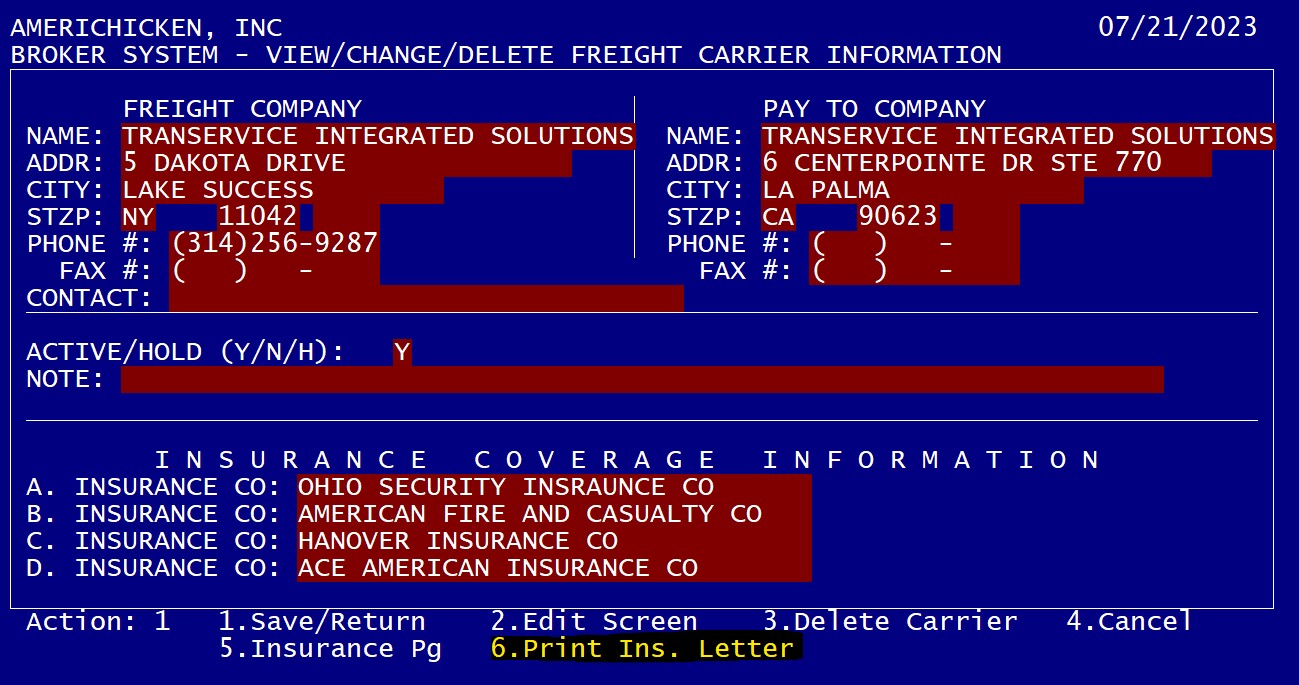 AMERICHICKEN, INC 07/21/2023
BROKER SYSTEM - VIEW/CHANGE/DELETE FREIGHT CARRIER INFORMATION
FREIGHT COMPANY PAY TO COMPANY
NAME: TRANSERVICE INTEGRATED SOLUTIONS NAME: TRANSERVICE INTEGRATED SOLUTIONS
ADDR: 5 DAKOTA DRIVE ADDR: 6 CENTERPOINTE DR STE 770
CITY: LAKE SUCCESS CITY: LA PALMA
STZP: NY 11042 STZP: CA 90623
PHONE #: (314)256-9287 PHONE #: ( ) -
FAX #: ( ) - FAX #: ( ) -
CONTACT:
ACTIVE/HOLD (Y/N/H): Y
NOTE:
I N S U R A N C E C O V E R A G E I N F O R M A T I O N
A. INSURANCE CO: OHIO SECURITY INSRAUNCE CO
B. INSURANCE CO: AMERICAN FIRE AND CASUALTY CO
C. INSURANCE CO: HANOVER INSURANCE CO
D. INSURANCE CO: ACE AMERICAN INSURANCE CO
Action: 1 1.Save/Return 2.Edit Screen 3.Delete Carrier 4.Cancel
5.Insurance Pg 6.Print Ins. Letter